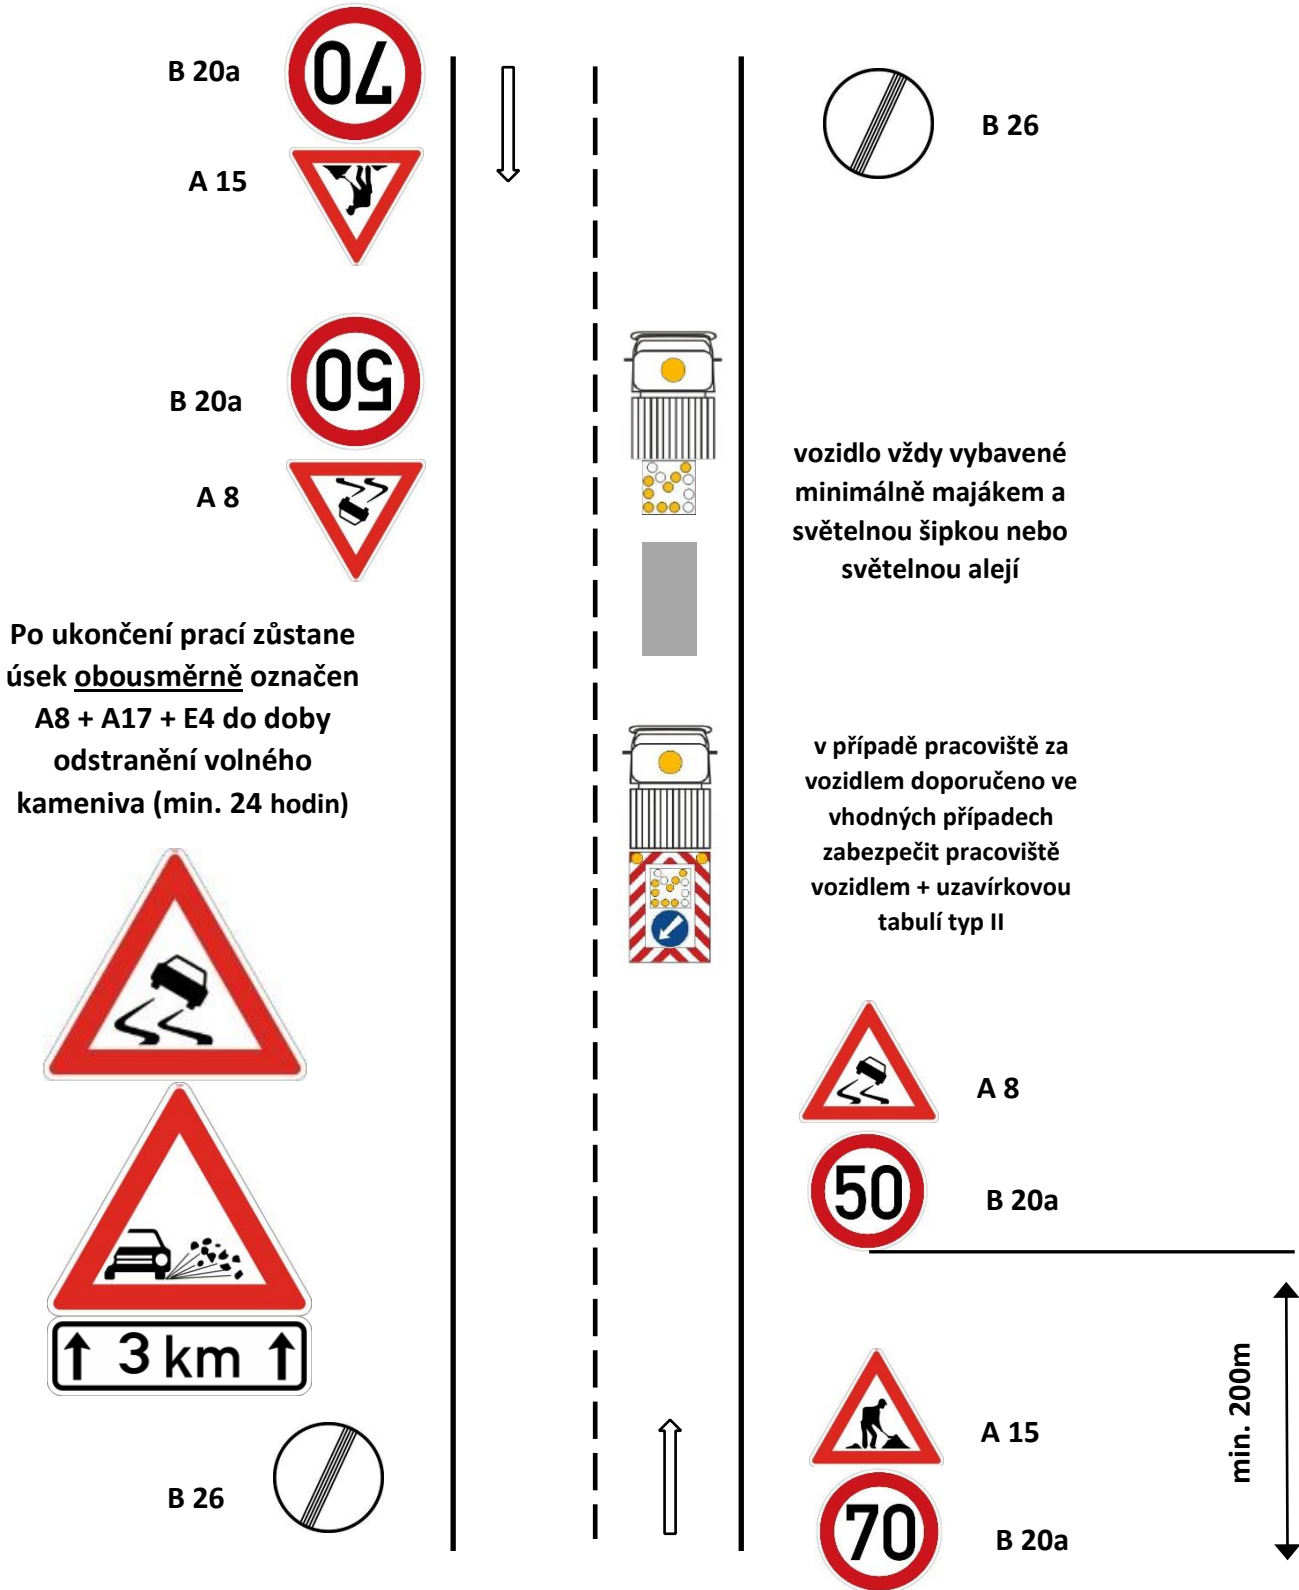 B 20a
70
A 15
B 26
B 20a
50
A 8
vozidlo vždy vybavené
minimálně majákem a
světelnou šipkou nebo
světelnou alejí
Po ukončení prací zůstane
úsek obousměrně označen
A8 + A17 + E4 do doby
odstranění volného
kameniva (min. 24 hodin)
v případě pracoviště za
vozidlem doporučeno ve
vhodných případech
zabezpečit pracoviště
vozidlem + uzavírkovou
tabulí typ II
A 8
50
B 20a
3 km
min. 200m
A 15
B 26
70
B 20a